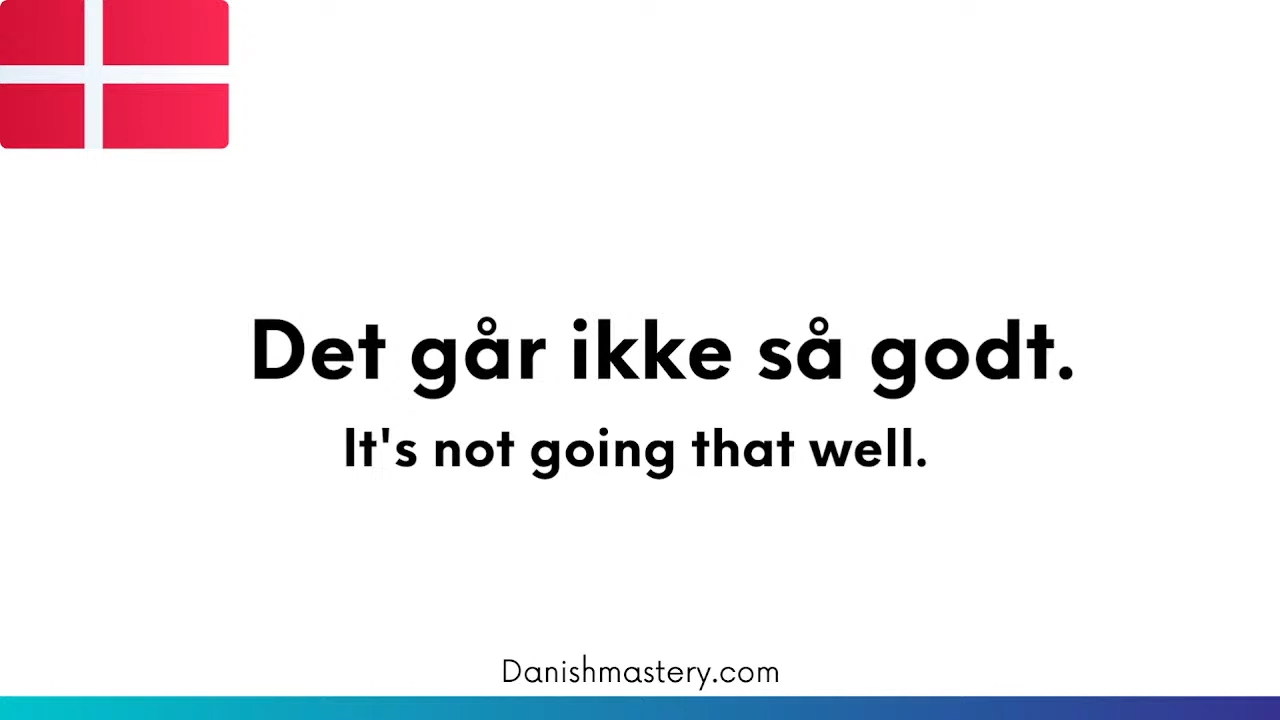 Det går ikke så godt.
It's not going that well.
Danishmastery.com